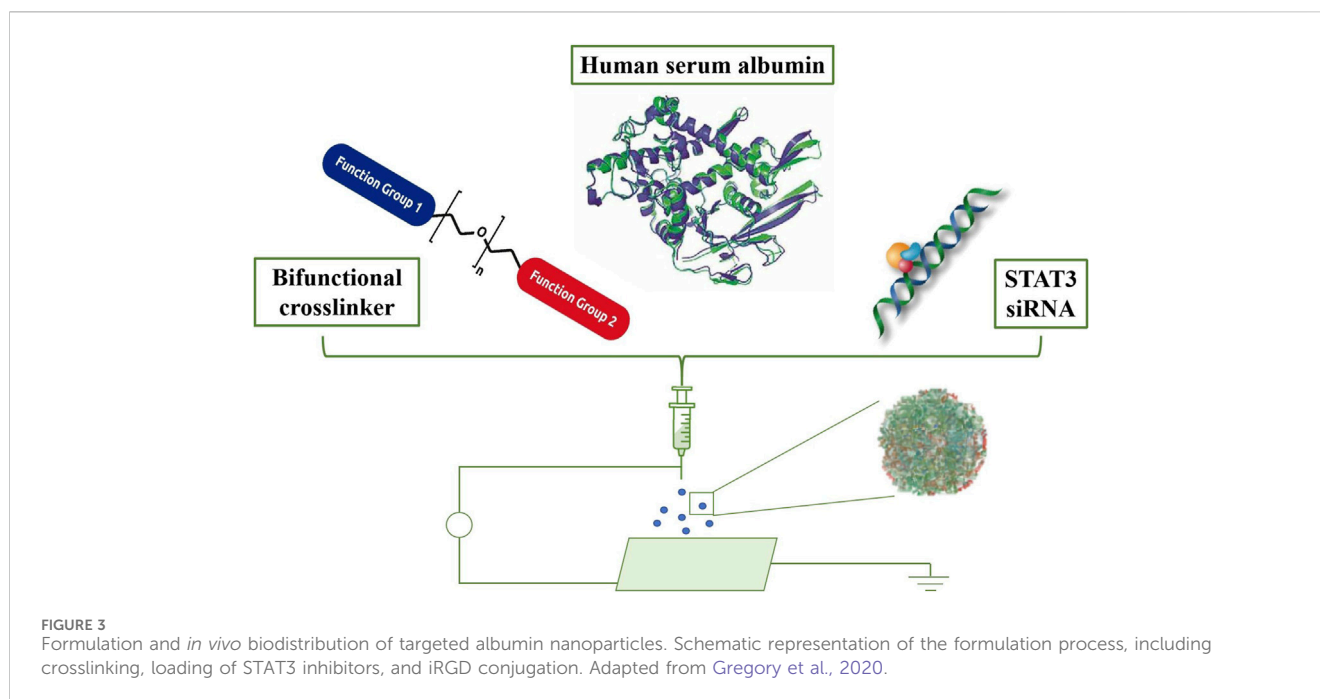 Human serum albumin
Function Group 1
O
n
Function Group 2
Bifunctional
crosslinker
STAT3
siRNA
FIGURE 3
Formulation and in vivo biodistribution of targeted albumin nanoparticles. Schematic representation of the formulation process, including
crosslinking, loading of STAT3 inhibitors, and iRGD conjugation. Adapted from Gregory et al., 2020.